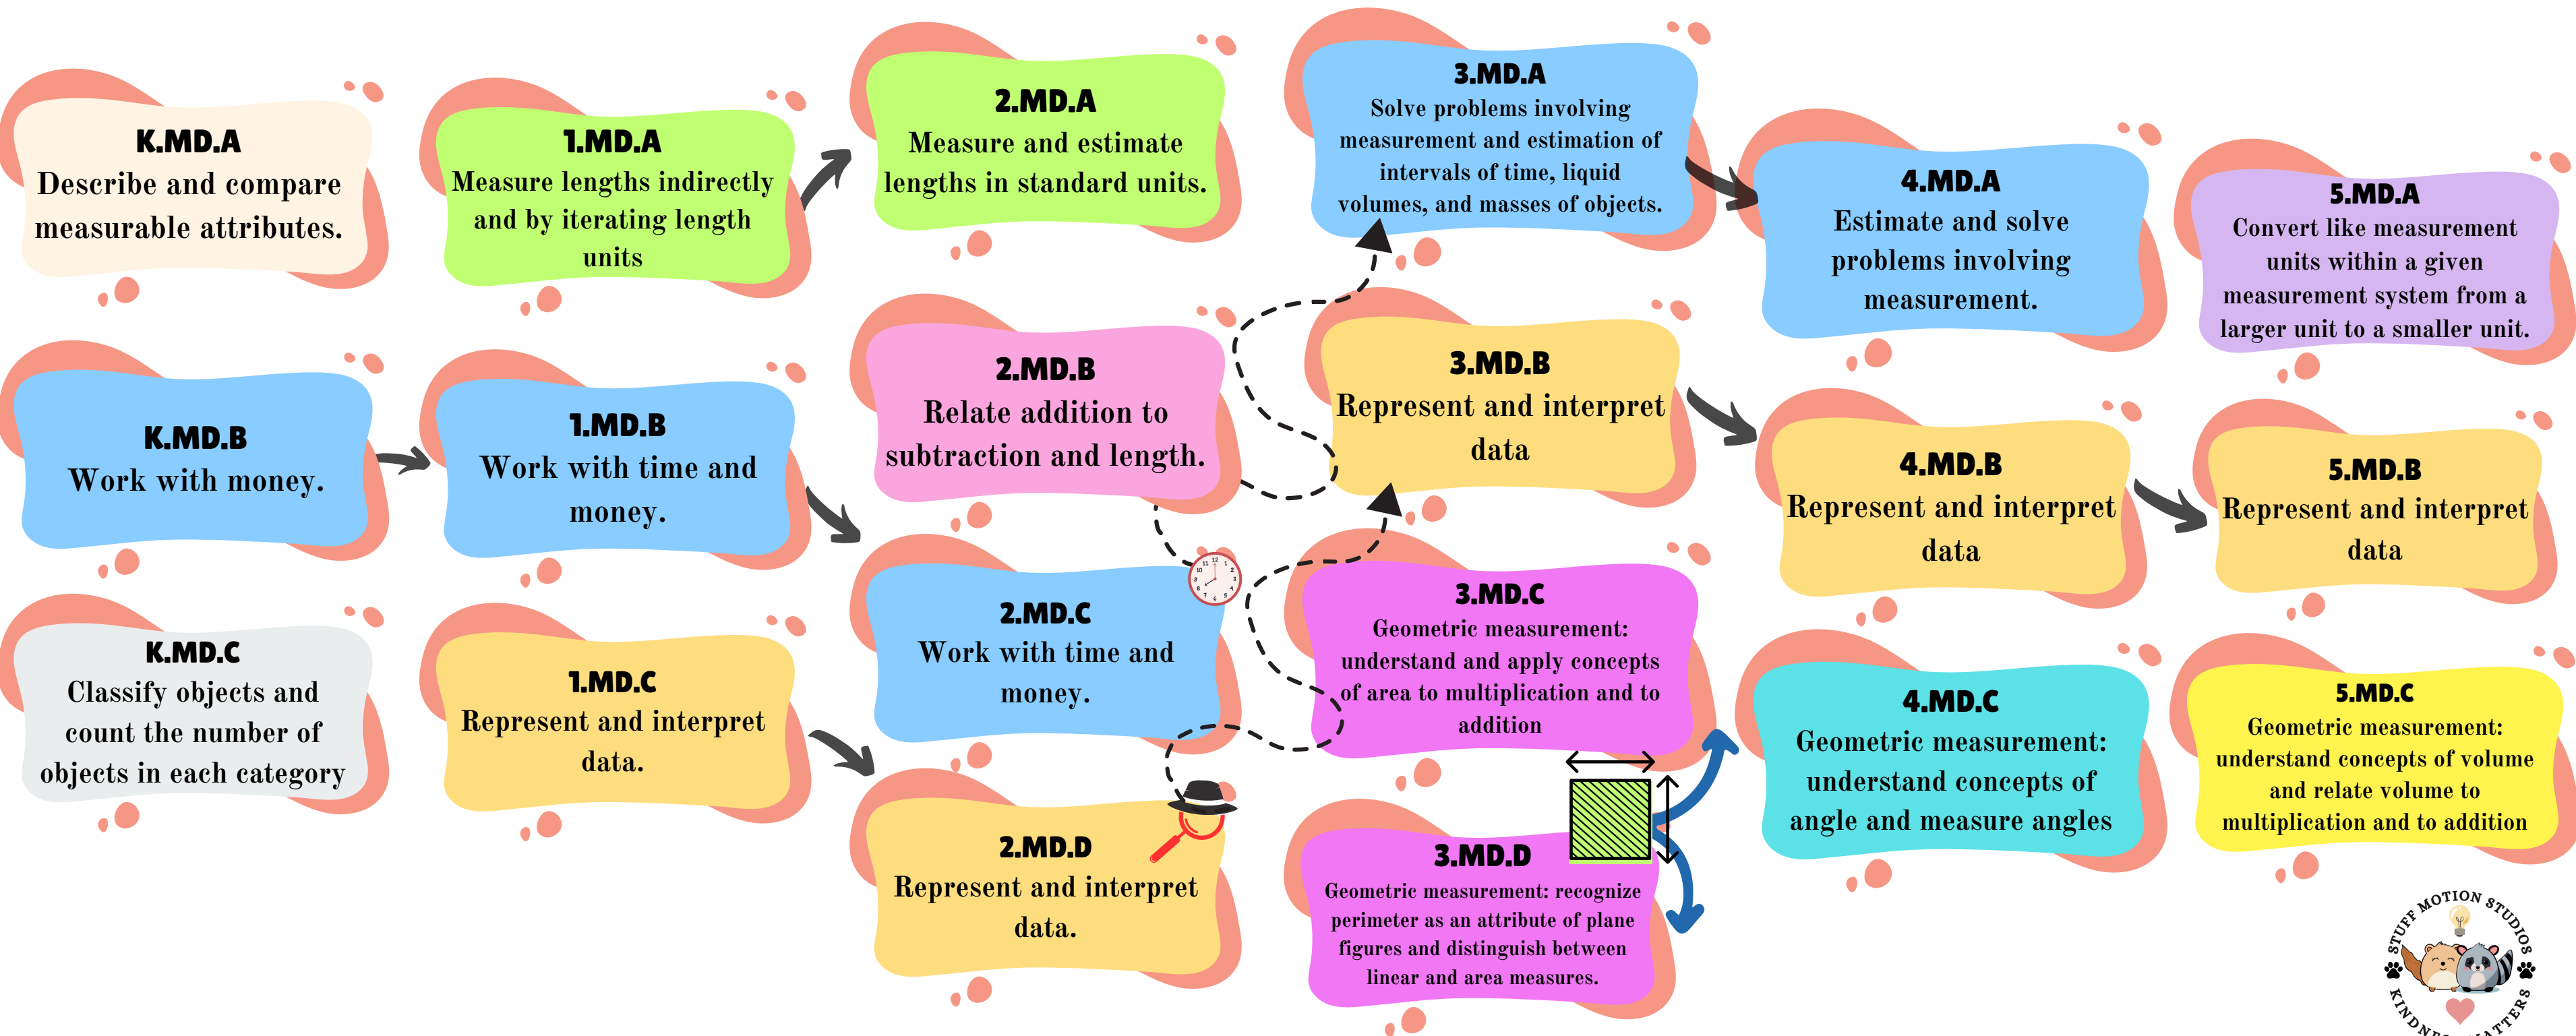 K.MD.A
Describe and compare
measurable attributes.
K.MD.B
Work with money.
K.MD.C
Classify objects and
count the number of
objects in each category
1.MD.A
Measure lengths indirectly
and by iterating length
units
1.MD.B
Work with time and
money.
1.MD.C
Represent and interpret
data.
2.MD.A
Measure and estimate
lengths in standard units.
2.MD.B
Relate addition to
subtraction and length.
2.MD.C
Work with time and
money.
2.MD.D
Represent and interpret
data.
3.MD.A
Solve problems involving
measurement and estimation of
intervals of time, liquid
volumes, and masses of objects.
3.MD.B
Represent and interpret
data
3.MD.C
Geometric measurement:
understand and apply concepts
of area to multiplication and to
addition
3.MD.D
Geometric measurement: recognize
perimeter as an attribute of plane
figures and distinguish between
linear and area measures.
4.MD.A
Estimate and solve
problems involving
measurement.
4.MD.B
Represent and interpret
data
4.MD.C
Geometric measurement:
understand concepts of
angle and measure angles
5.MD.A
Convert like measurement
units within a given
measurement system from a
larger unit to a smaller unit.
5.MD.B
Represent and interpret
data
5.MD.C
Geometric measurement:
understand concepts of volume
and relate volume to
multiplication and to addition
STUFF MOTION STUDIOS
KINDNESS MATTERS